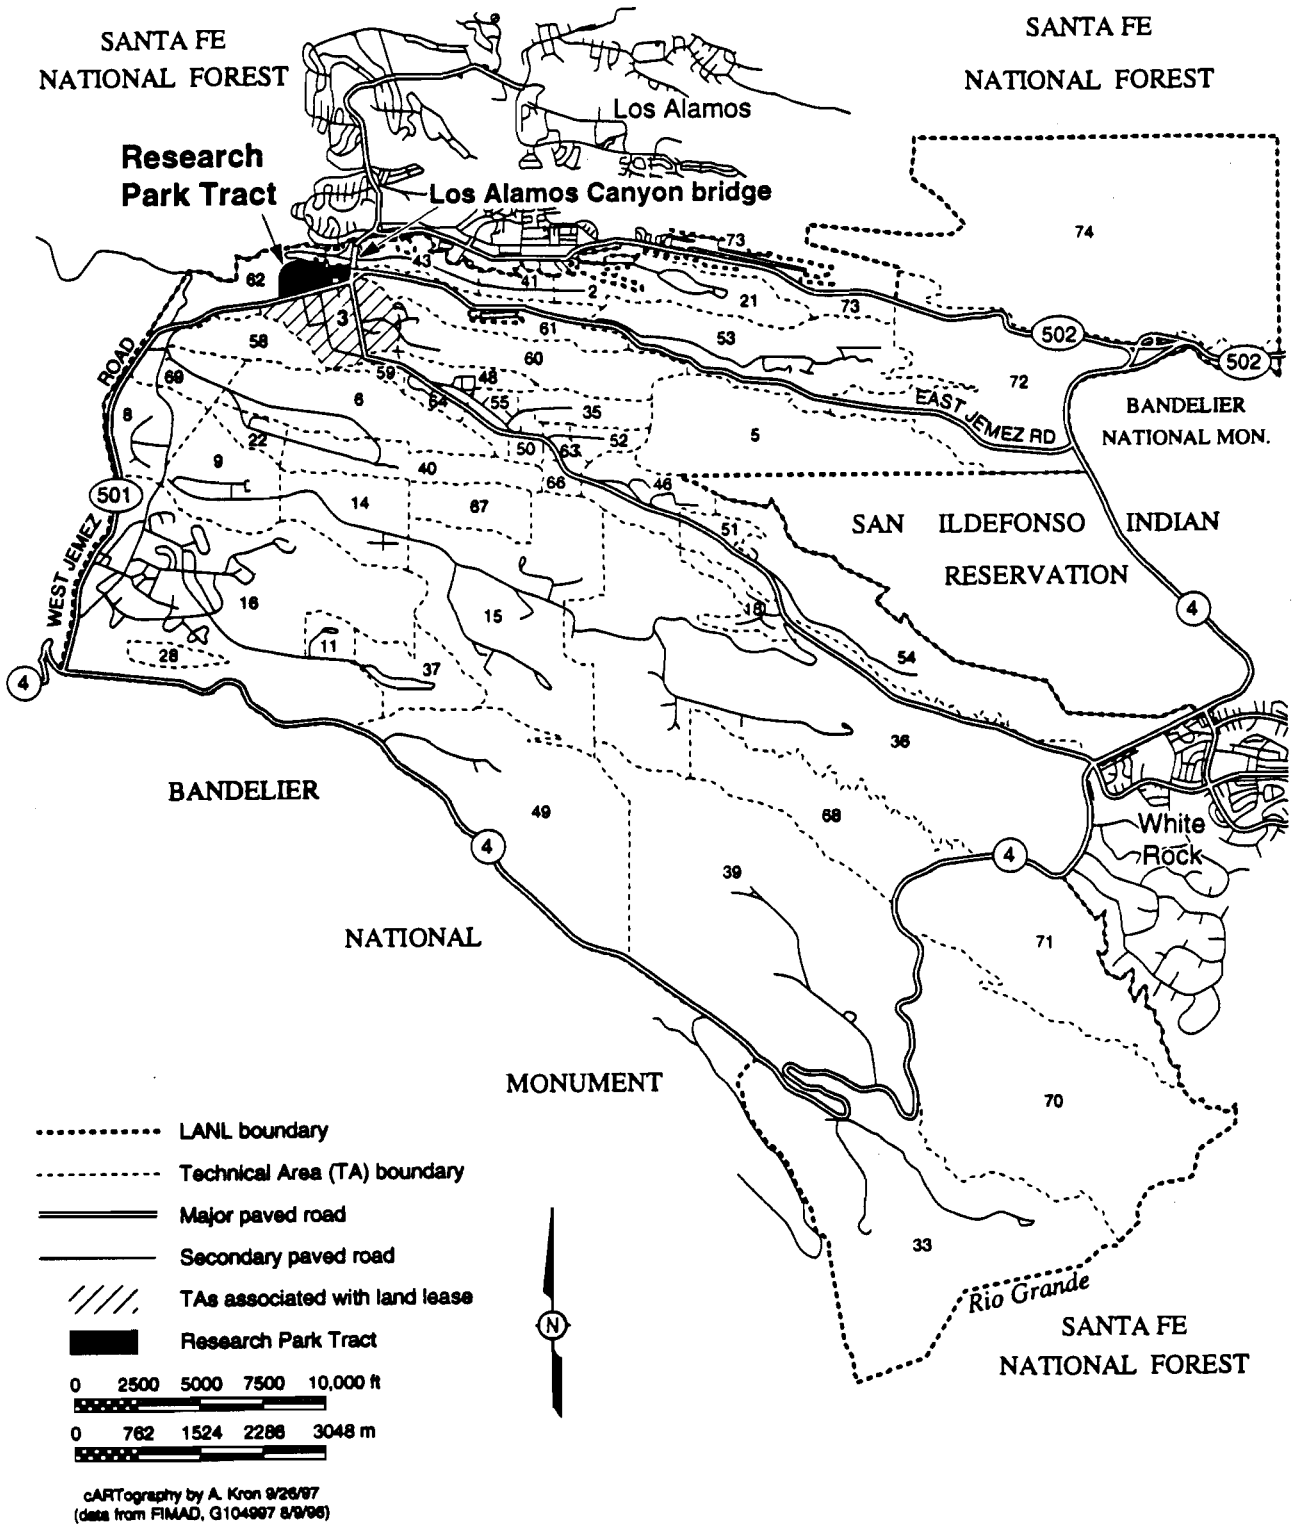 SANTA FE
NATIONAL FOREST
SANTA FE
NATIONAL FOREST
Los Alamos
Research
Park Tract
Los Alamos Canyon bridge
74
73
62
43
41
2
21
73
3
61
53
502
502
58
60
72
ROAD
69
59
48
6
64
55
35
EAST JEMEZ RD
BANDELIER
NATIONAL MON.
8
22
50
63
52
5
9
40
66
46
501
14
67
51
SAN ILDEFONSO INDIAN
RESERVATION
WEST JEMEZ
16
15
18
4
28
11
37
54
4
36
BANDELIER
49
68
White
Rock
4
4
39
NATIONAL
71
MONUMENT
70
33
Rio Grande
SANTA FE
NATIONAL FOREST
LANL boundary
Technical Area (TA) boundary
Major paved road
Secondary paved road
TAs associated with land lease
Research Park Tract
0 2500 5000 7500 10,000 ft
0 762 1524 2286 3048 m
N
cARTography by A. Kron 9/26/97
(data from FIMAD, G104997 8/9/96)